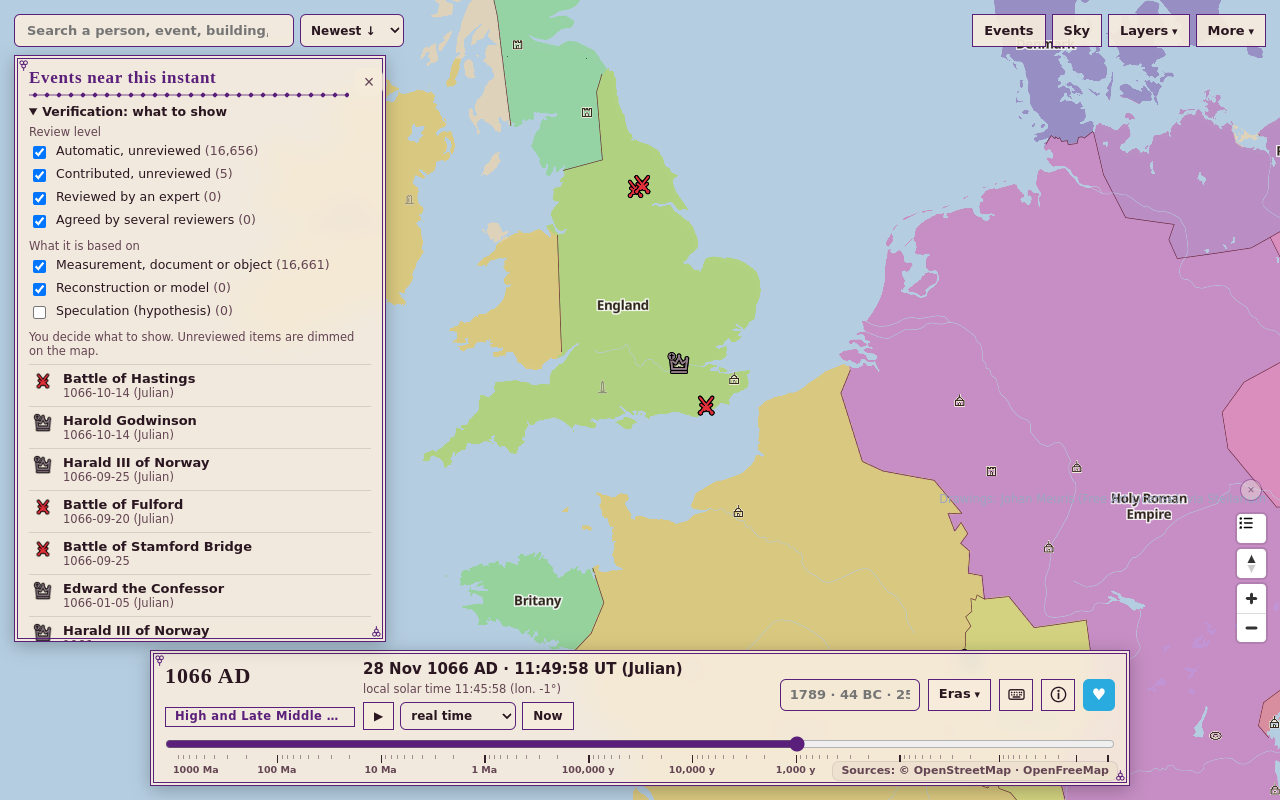 Search a person, event, building,
Newest ↓
Events
Sky
Layers ▾
More ▾
Denmark
Events near this instant
×
▼ Verification: what to show
Review level
Automatic, unreviewed (16,656)
Contributed, unreviewed (5)
Reviewed by an expert (0)
Agreed by several reviewers (0)
What it is based on
Measurement, document or object (16,661)
Reconstruction or model (0)
Speculation (hypothesis) (0)
You decide what to show. Unreviewed items are dimmed
on the map.
Battle of Hastings
1066-10-14 (Julian)
Harold Godwinson
1066-10-14 (Julian)
Harald III of Norway
1066-09-25 (Julian)
Battle of Fulford
1066-09-20 (Julian)
Battle of Stamford Bridge
1066-09-25
Edward the Confessor
1066-01-05 (Julian)
Harald III of Norway
England
Britany
Holy Roman
Empire
×
+
−
1066 AD
High and Late Middle ...
28 Nov 1066 AD · 11:49:58 UT (Julian)
local solar time 11:45:58 (lon. -1°)
▶
real time
Now
1789 · 44 BC · 25
Eras ▾
1000 Ma
100 Ma
10 Ma
1 Ma
100,000 y
10,000 y
1,000 y
Sources: © OpenStreetMap · OpenFreeMap